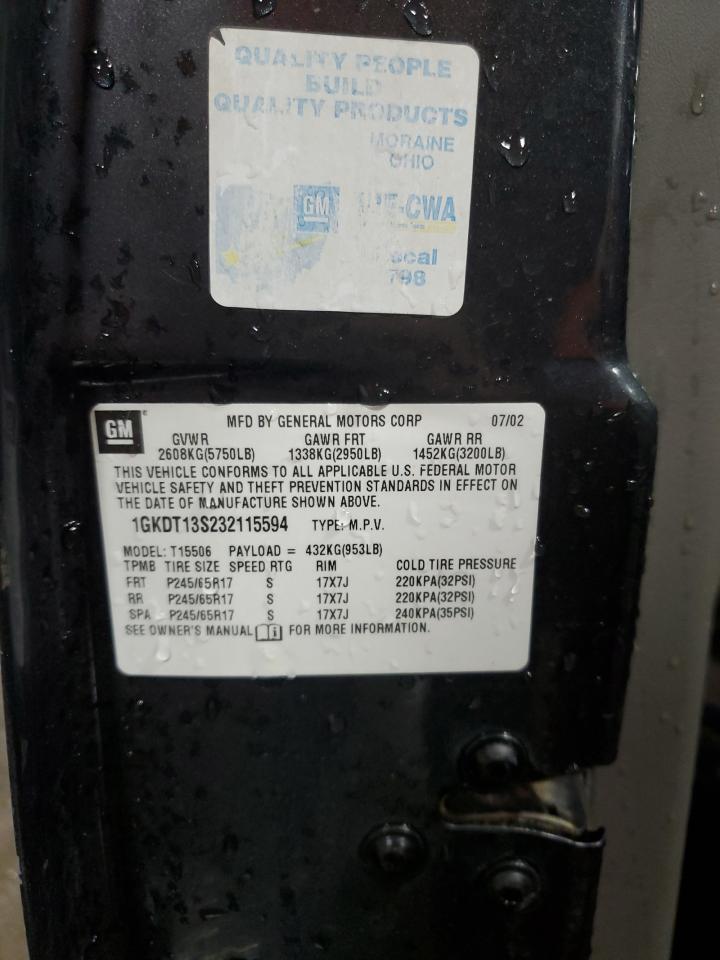 QUALITY PEOPLE
BUILD
QUALITY PRODUCTS
MORAINE
OHIO
GM -CWA
798
GM MFD BY GENERAL MOTORS CORP 07/02
GVWR GAWR FRT GAWR RR
2608KG(5750LB) 1338KG(2950LB) 1452KG(3200LB)
THIS VEHICLE CONFORMS TO ALL APPLICABLE U.S. FEDERAL MOTOR
VEHICLE SAFETY AND THEFT PREVENTION STANDARDS IN EFFECT ON
THE DATE OF MANUFACTURE SHOWN ABOVE.
1GKDT13S232115594 TYPE: M.P.V.
MODEL: T15506 PAYLOAD = 432KG(953LB)
TPMB TIRE SIZE SPEED RTG RIM COLD TIRE PRESSURE
FRT P245/65R17 S 17X7J 220KPA(32PSI)
RR P245/65R17 S 17X7J 220KPA(32PSI)
SPA P245/65R17 S 17X7J 240KPA(35PSI)
SEE OWNER'S MANUAL FOR MORE INFORMATION.